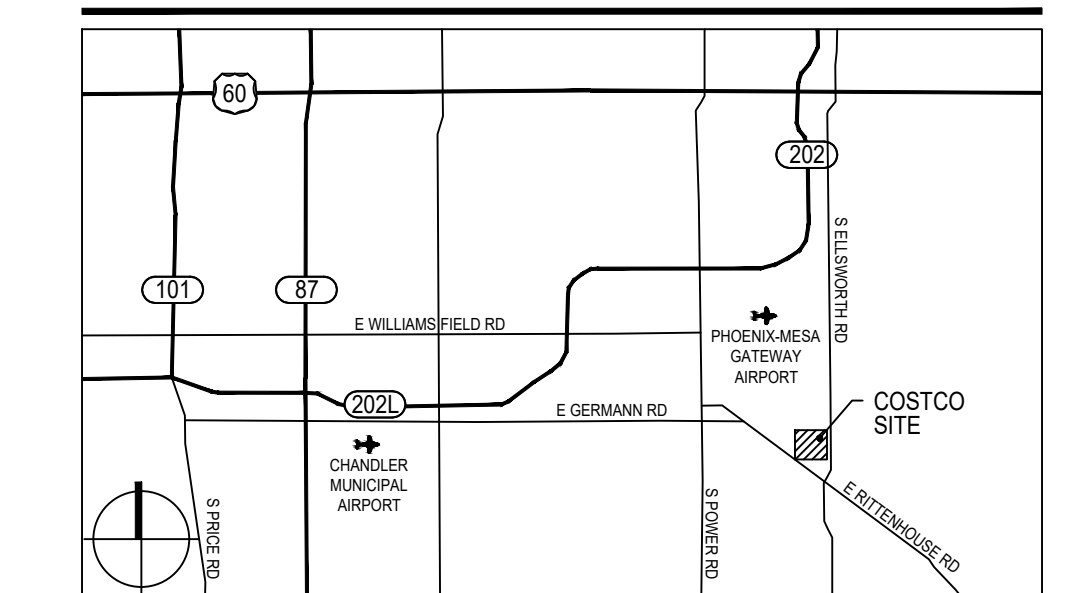 60
202
S ELLSWORTH RD
101
87
E WILLIAMS FIELD RD
PHOENIX-MESA
GATEWAY
AIRPORT
202L
E GERMANN RD
COSTCO
SITE
CHANDLER
MUNICIPAL
AIRPORT
S PRICE RD
S POWER RD
E RITTENHOUSE RD